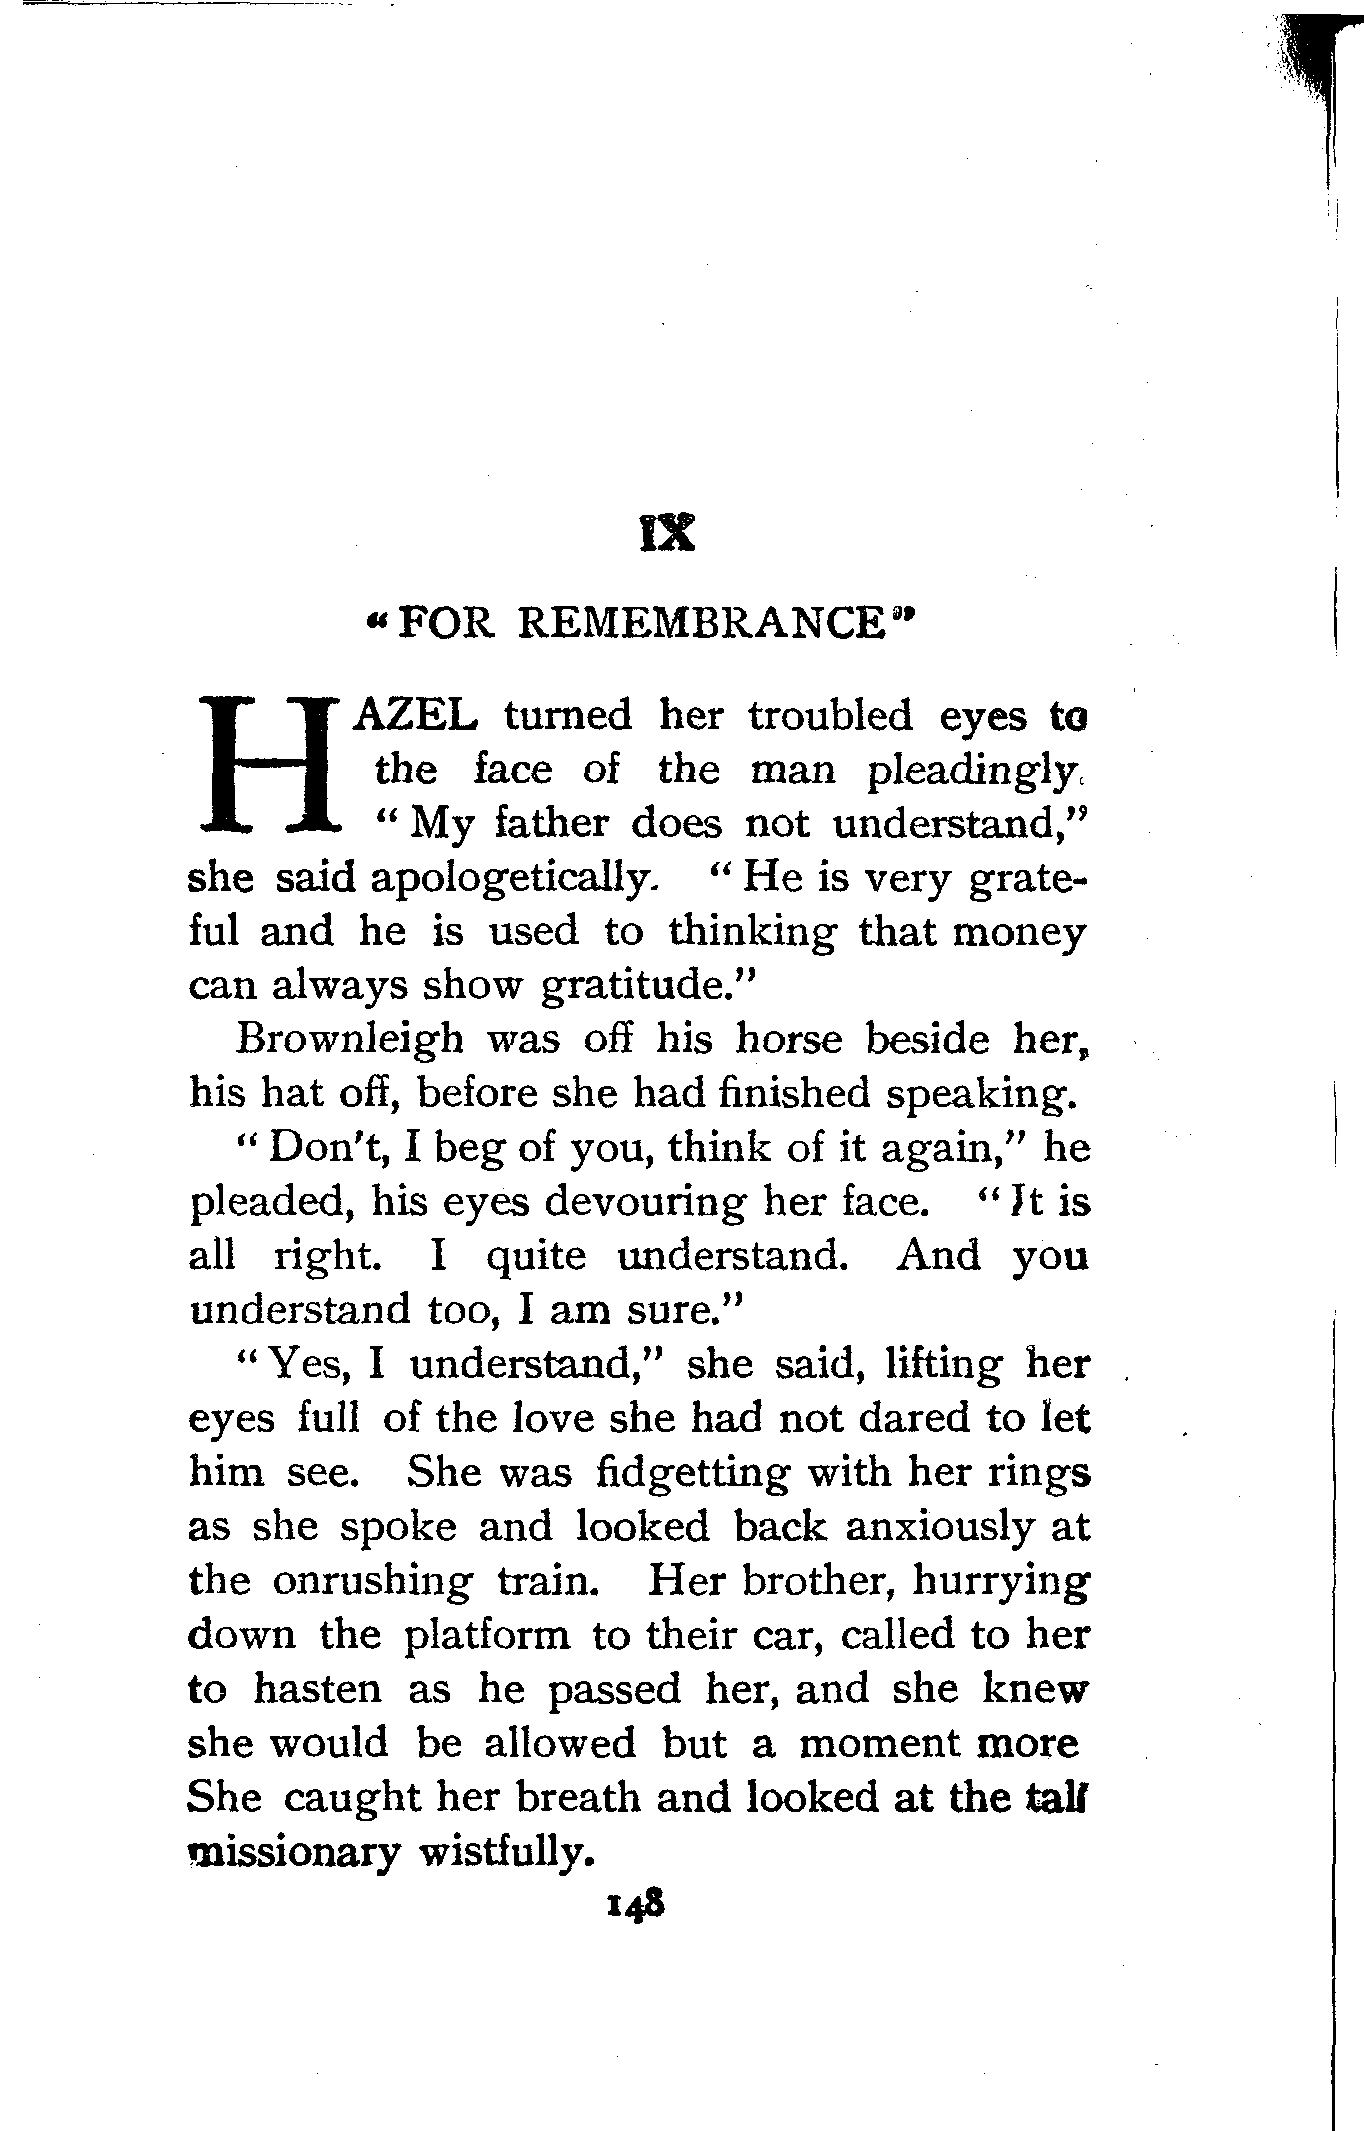 IX
"FOR REMEMBRANCE"
HAZEL turned her troubled eyes to
the face of the man pleadingly.
"My father does not understand,"
she said apologetically. "He is very grate-
ful and he is used to thinking that money
can always show gratitude."
Brownleigh was off his horse beside her,
his hat off, before she had finished speaking.
"Don't, I beg of you, think of it again," he
pleaded, his eyes devouring her face. "It is
all right. I quite understand. And you
understand too, I am sure."
"Yes, I understand," she said, lifting her
eyes full of the love she had not dared to let
him see. She was fidgetting with her rings
as she spoke and looked back anxiously at
the onrushing train. Her brother, hurrying
down the platform to their car, called to her
to hasten as he passed her, and she knew
she would be allowed but a moment more
She caught her breath and looked at the tall
missionary wistfully.
148